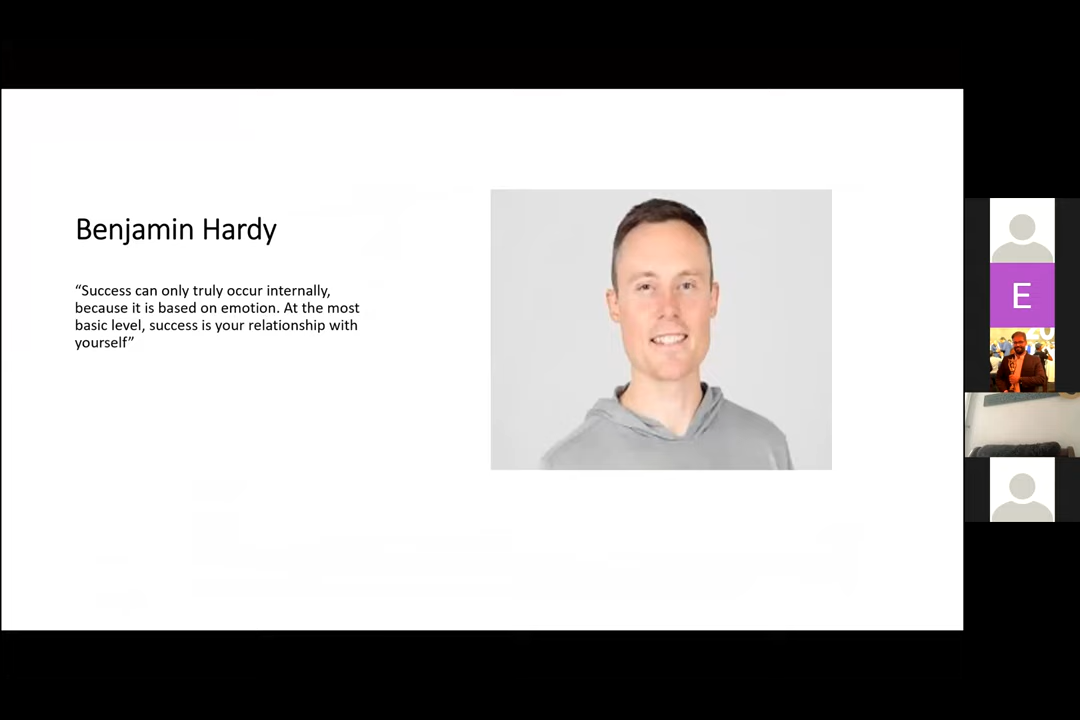 Benjamin Hardy
“Success can only truly occur internally,
because it is based on emotion. At the most
basic level, success is your relationship with
yourself”
E